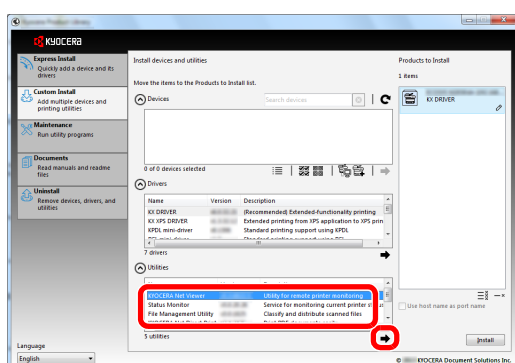 Kyocera Product Library
KYOCERA
Express Install
Quickly add a device and its
drivers
Custom Install
Add multiple devices and
printing utilities
Maintenance
Run utility programs
Documents
Read manuals and readme
files
Uninstall
Remove devices, drivers, and
utilities
Language
English
Install devices and utilities
Move the items to the Products to Install list.
Devices
Search devices
0 of 0 devices selected
Drivers
Name Version Description
KX DRIVER (Recommended) Extended-functionality printing
KX XPS DRIVER Extended printing from XPS application to XPS prin
KPDL mini-driver Standard printing support using KPDL
7 drivers
Utilities
KYOCERA Net Viewer Utility for remote printer monitoring
Status Monitor Service for monitoring current printer status
File Management Utility Classify and distribute scanned files
5 utilities
Products to Install
1 items
KX DRIVER
Use host name as port name
Install
© KYOCERA Document Solutions Inc.